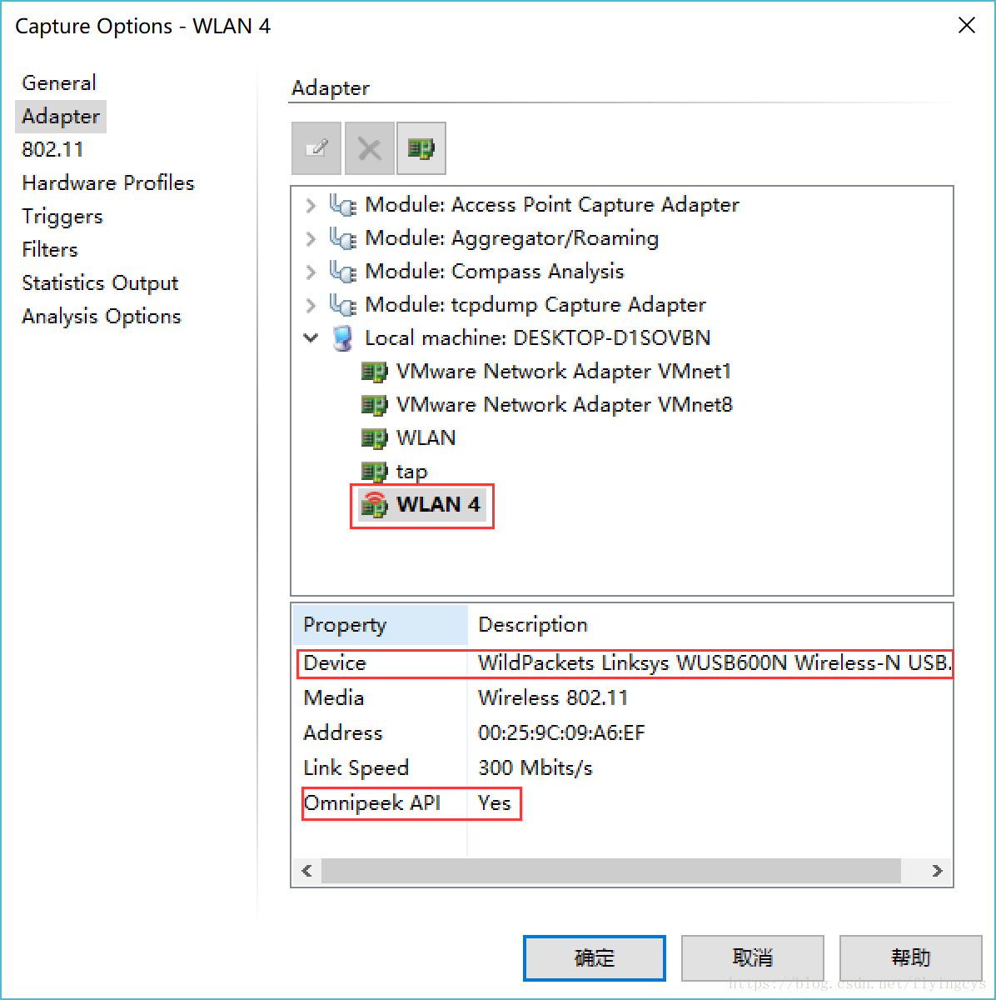 Capture Options - WLAN 4
General
Adapter
802.11
Hardware Profiles
Triggers
Filters
Statistics Output
Analysis Options
Adapter
Module: Access Point Capture Adapter
Module: Aggregator/Roaming
Module: Compass Analysis
Module: tcpdump Capture Adapter
Local machine: DESKTOP-D1SOVBN
VMware Network Adapter VMnet1
VMware Network Adapter VMnet8
WLAN
tap
WLAN 4
Property Description
Device WildPackets Linksys WUSB600N Wireless-N USB.
Media Wireless 802.11
Address 00:25:9C:09:A6:EF
Link Speed 300 Mbits/s
Omnipeek API Yes
确定 取消 帮助
https://blog.csdn.net/flyingcys